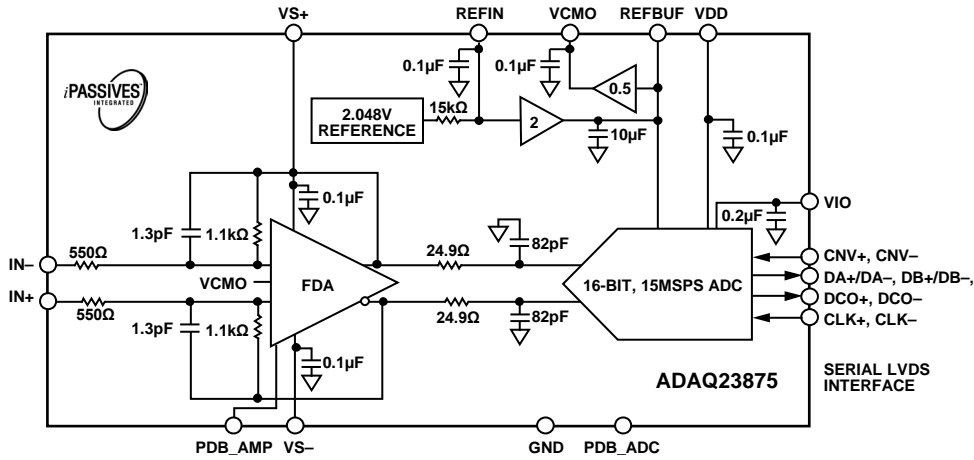 VS+
REFIN
VCMO
REFBUF
VDD
iPASSIVES™
INTEGRATED
0.1µF
0.1µF
0.5
2.048V
REFERENCE
15kΩ
2
10µF
0.1µF
0.1µF
VIO
0.2µF
1.3pF
1.1kΩ
82pF
24.9Ω
550Ω
IN–
VCMO
FDA
16-BIT, 15MSPS ADC
CNV+, CNV–
DA+/DA–, DB+/DB–,
DCO+, DCO–
CLK+, CLK–
IN+
550Ω
24.9Ω
82pF
1.3pF
1.1kΩ
0.1µF
ADAQ23875
SERIAL LVDS
INTERFACE
PDB_AMP
VS–
GND
PDB_ADC